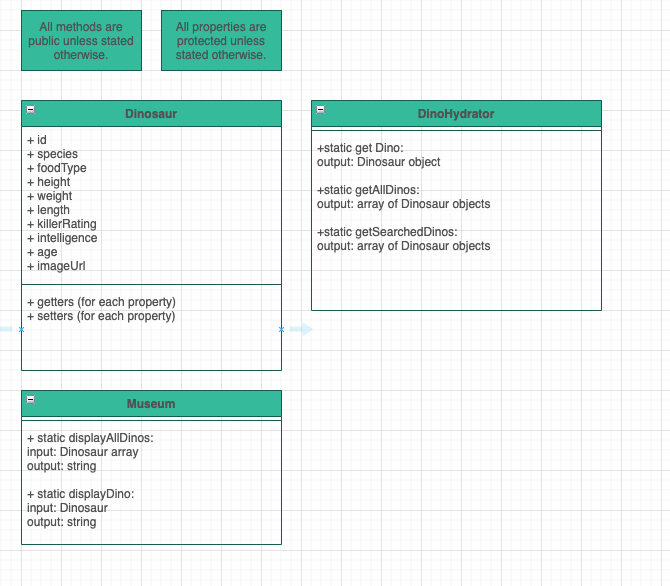 All methods are
public unless stated
otherwise.
All properties are
protected unless
stated otherwise.
Dinosaur
+ id
+ species
+ foodType
+ height
+ weight
+ length
+ killerRating
+ intelligence
+ age
+ imageUrl
+ getters (for each property)
+ setters (for each property)
DinoHydrator
+static get Dino:
output: Dinosaur object
+static getAllDinos:
output: array of Dinosaur objects
+static getSearchedDinos:
output: array of Dinosaur objects
Museum
+ static displayAllDinos:
input: Dinosaur array
output: string
+ static displayDino:
input: Dinosaur
output: string